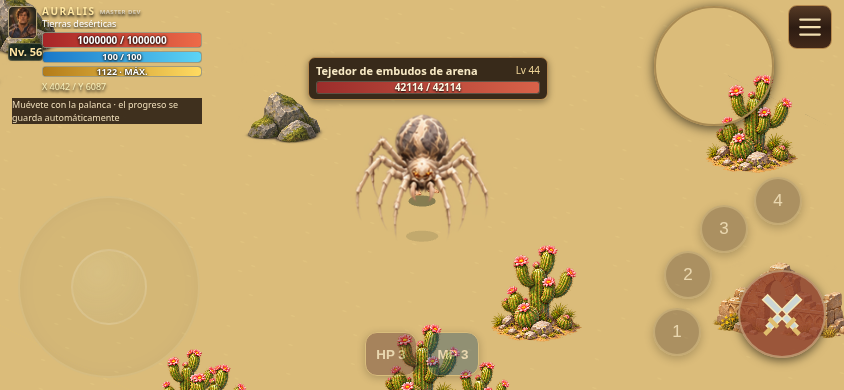 AURALIS MASTER DEV
Tierras desérticas
Nv. 56
1000000 / 1000000
100 / 100
1122 · MAX.
X 4042 / Y 6087
Muévete con la palanca · el progreso se
guarda automáticamente
Tejedor de embudos de arena Lv 44
42114 / 42114
4
3
2
1
HP 3
MP 3